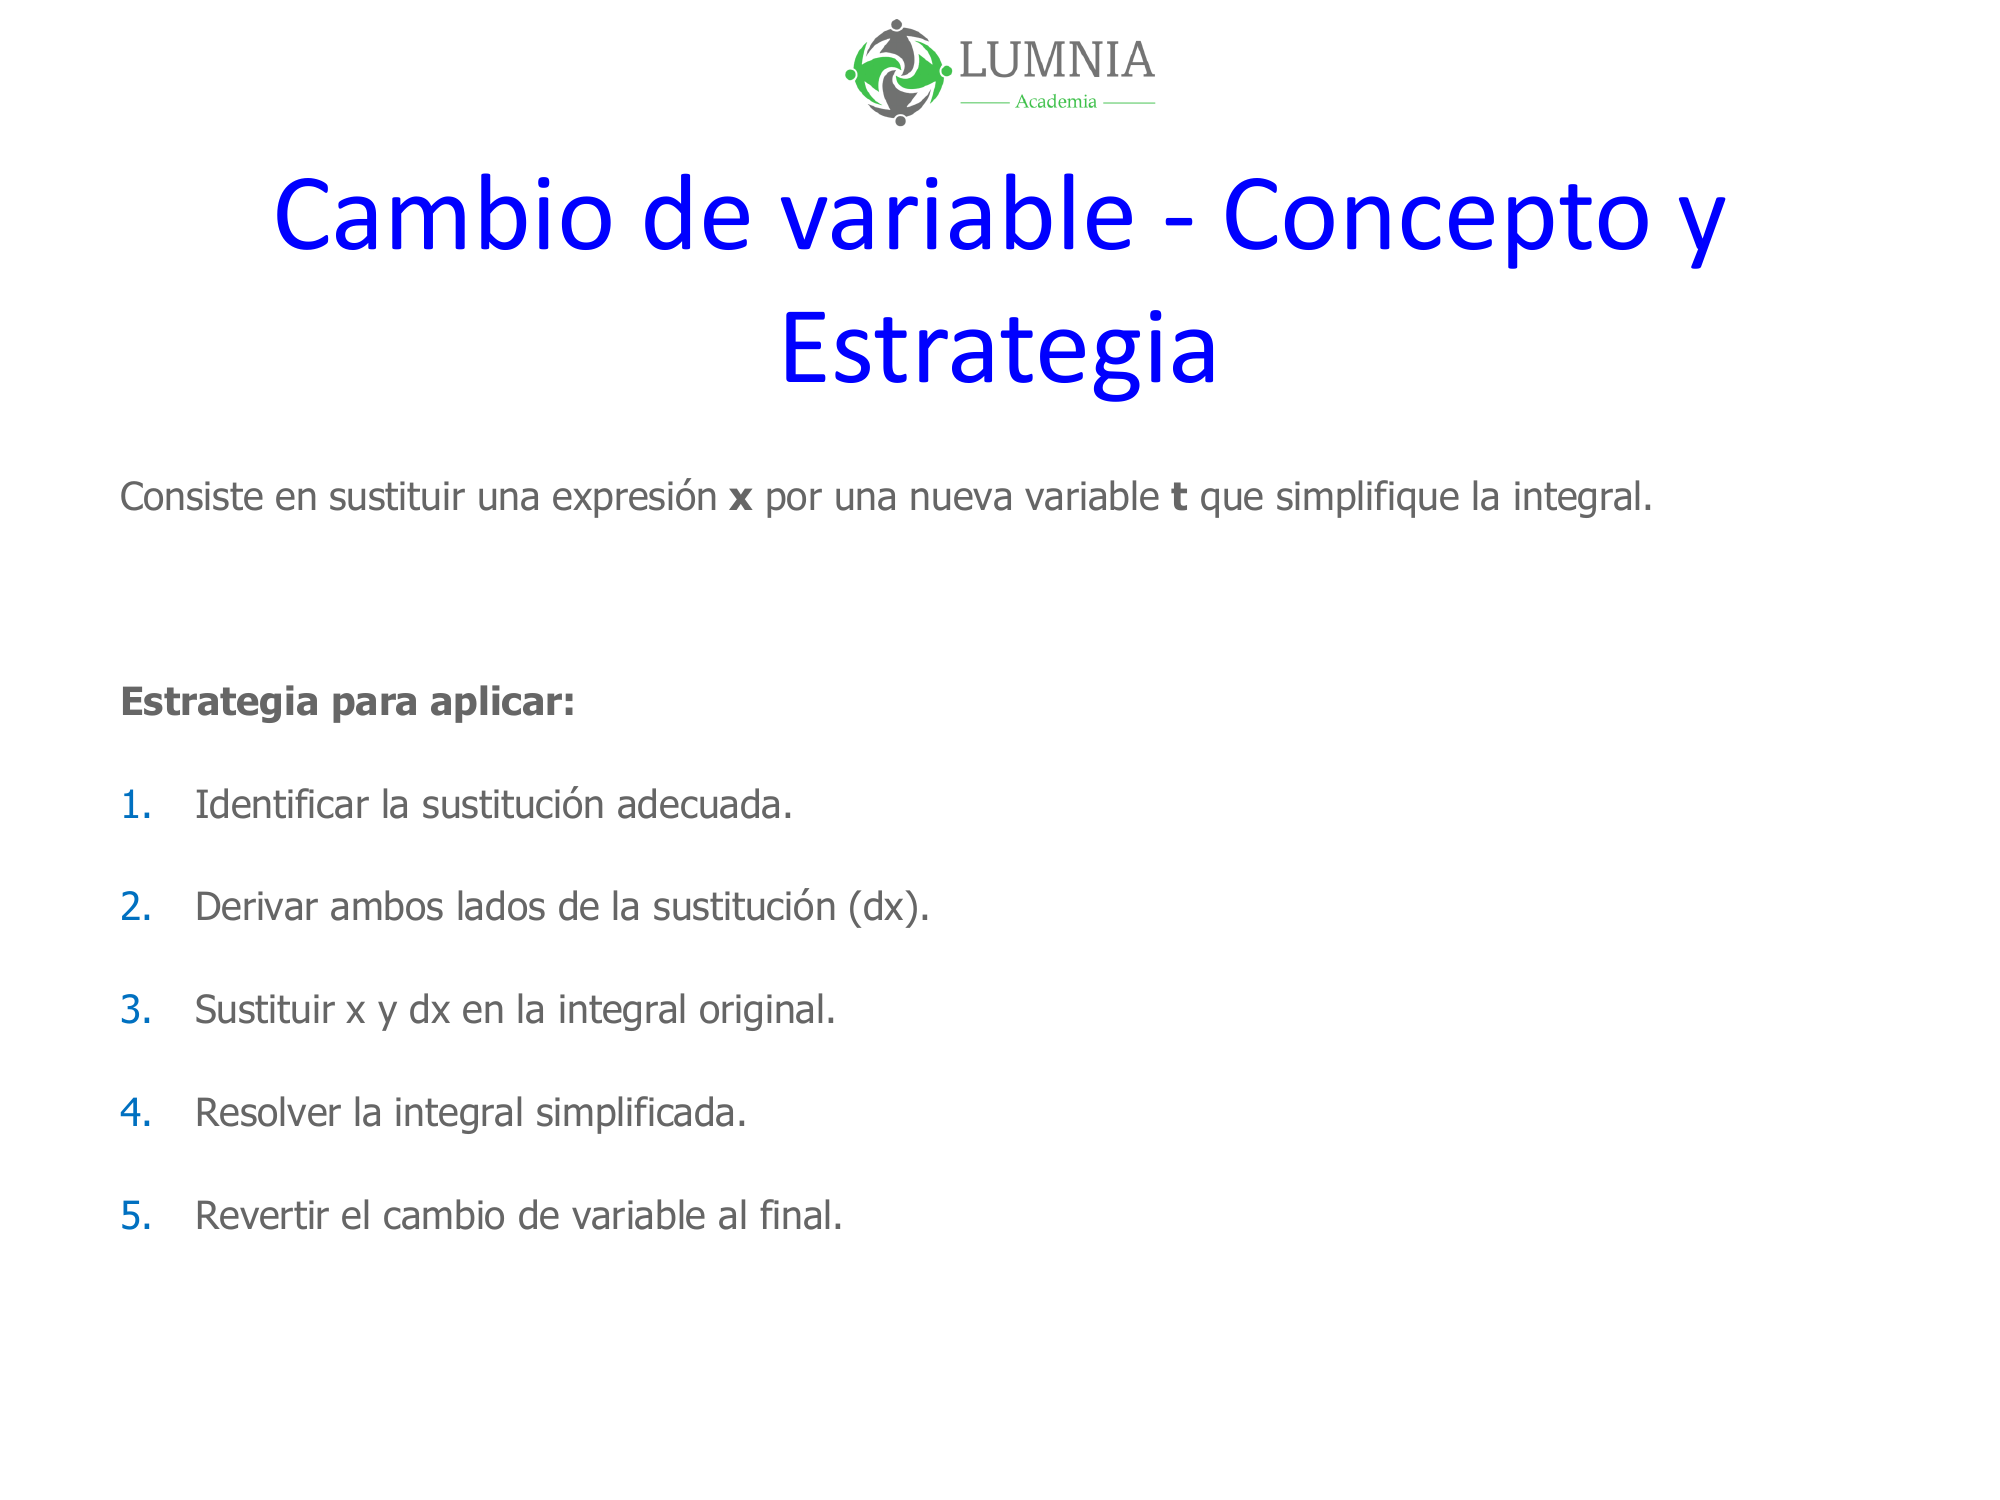 LUMNIA
Academia
Cambio de variable - Concepto y
Estrategia
Consiste en sustituir una expresión x por una nueva variable t que simplifique la integral.
Estrategia para aplicar:
1. Identificar la sustitución adecuada.
2. Derivar ambos lados de la sustitución (dx).
3. Sustituir x y dx en la integral original.
4. Resolver la integral simplificada.
5. Revertir el cambio de variable al final.